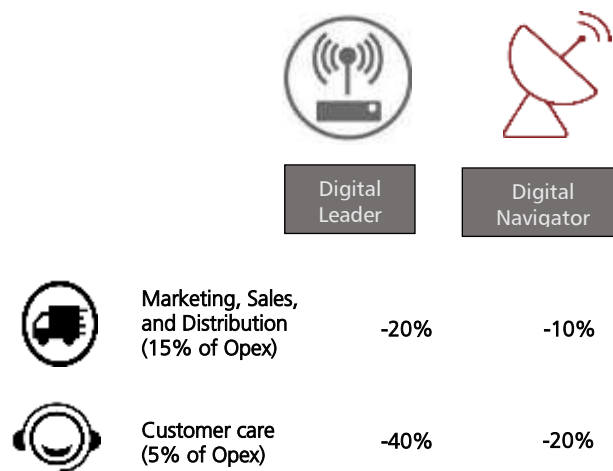 Digital
Leader
Digital
Navigator
Marketing, Sales,
and Distribution
(15% of Opex)
-20%
-10%
Customer care
(5% of Opex)
-40%
-20%